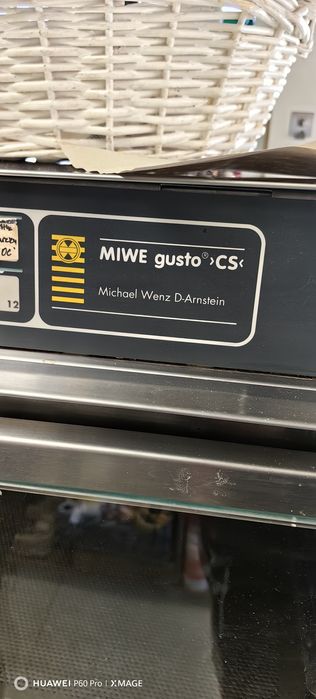 MIWE gusto® ›CS‹
Michael Wenz D-Arnstein
12
HUAWEI P60 Pro | XMAGE